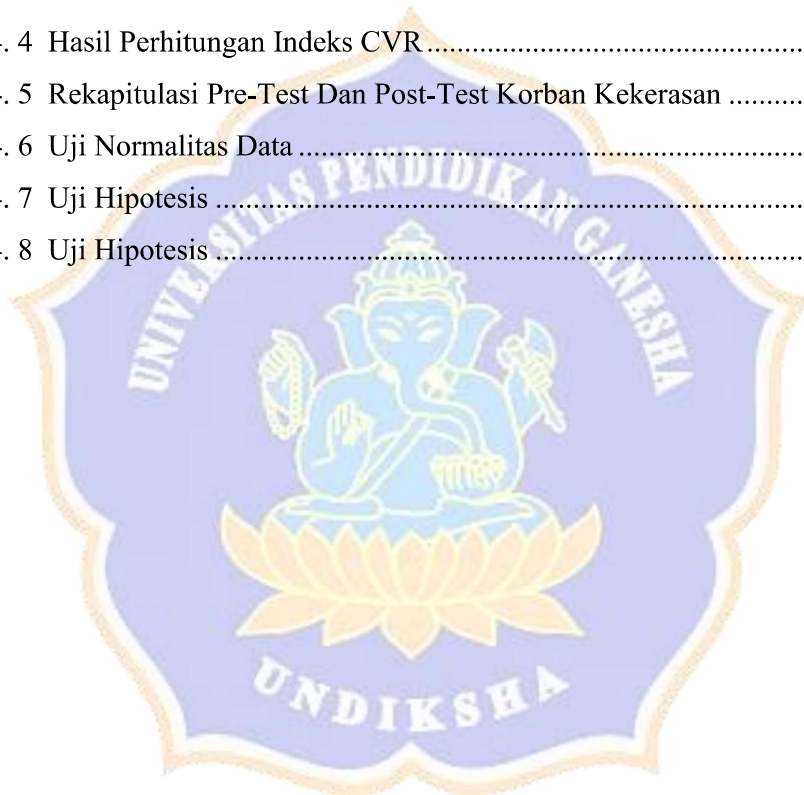 . 4 Hasil Perhitungan Indeks CVR..................................................
. 5 Rekapitulasi Pre-Test Dan Post-Test Korban Kekerasan ..........
. 6 Uji Normalitas Data ...................................................................
. 7 Uji Hipotesis ..............................................................................
. 8 Uji Hipotesis ..............................................................................
UNIVERSITAS PENDIDIKAN GANESHA
UNDIKSHA